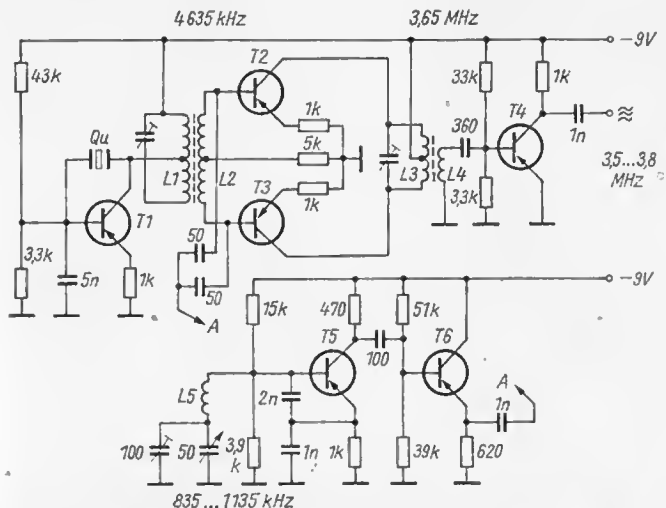 4635 kHz
3,65 MHz
−9V
T2
43k
33k
1k
T4
1k
360
Qu
5k
1n
L1
L2
L3
L4
3,5...3,8
MHz
T3
1k
3,3k
T1
50
3,3k
5n
1k
50
−9V
A
15k
470
51k
T5
T6
100
L5
2n
A
1n
100
50
3,9
k
1n
1k
39k
620
835...1135 kHz